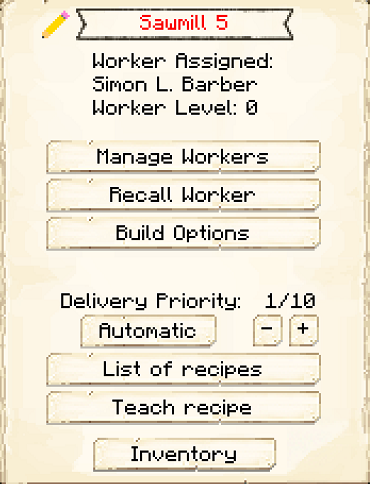 Sawmill 5
Worker Assigned:
Simon L. Barber
Worker Level: 0
Manage Workers
Recall Worker
Build Options
Delivery Priority: 1/10
Automatic - +
List of recipes
Teach recipe
Inventory